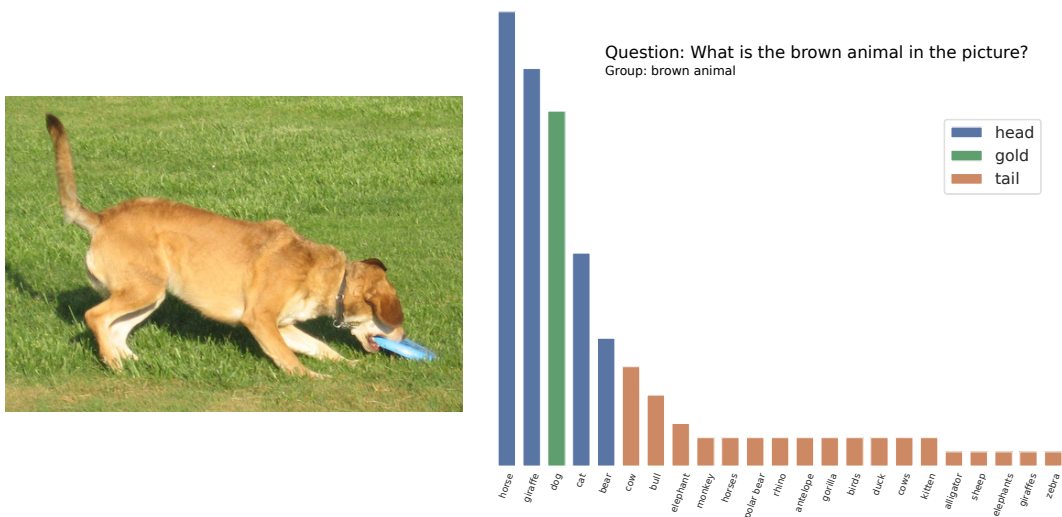 Question: What is the brown animal in the picture?
Group: brown animal
head
gold
tail
horse
giraffe
dog
cat
bear
cow
bull
elephant
monkey
horses
polar bear
rhino
antelope
gorilla
birds
duck
cows
kitten
alligator
sheep
elephants
giraffes
zebra